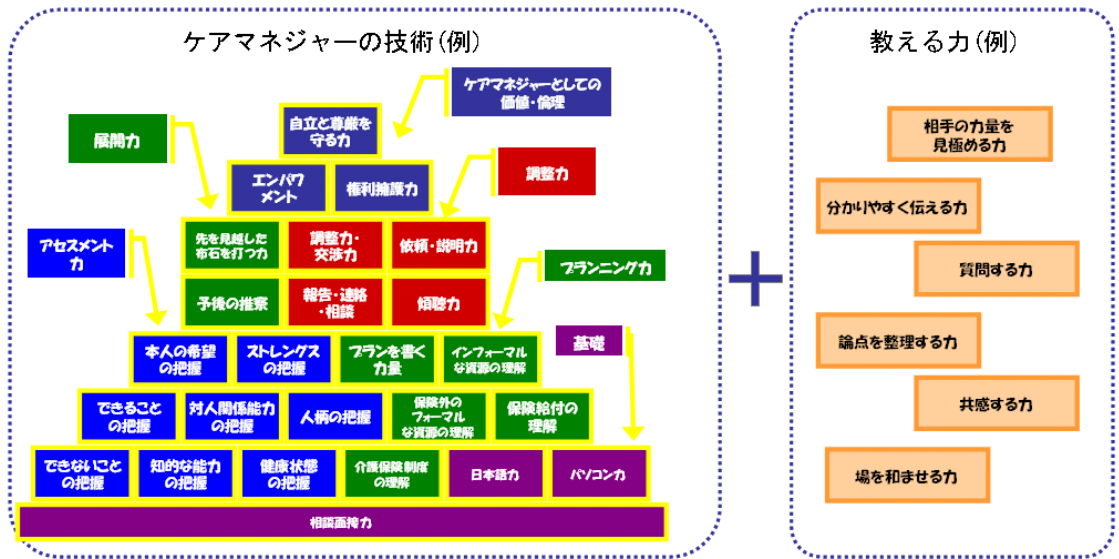 ケアマネジャーの技術(例)
教える力(例)
ケアマネジャーとしての
価値・倫理
自立と尊厳を
守る力
展開力
エンパワ
メント
権利擁護力
調整力
先を見越した
布石を打つ力
調整力・
交渉力
依頼・説明力
アセスメント
力
プランニング力
予後の推察
報告・連絡
・相談
傾聴力
基礎
本人の希望
の把握
ストレングス
の把握
プランを書く
力量
インフォーマル
な資源の理解
できること
の把握
対人関係能力
の把握
人柄の把握
保険外の
フォーマル
な資源の理解
保険給付の
理解
できないこと
の把握
知的な能力
の把握
健康状態
の把握
介護保険制度
の理解
日本語力
パソコン力
相談面接力
相手の力量を
見極める力
分かりやすく伝える力
質問する力
論点を整理する力
共感する力
場を和ませる力